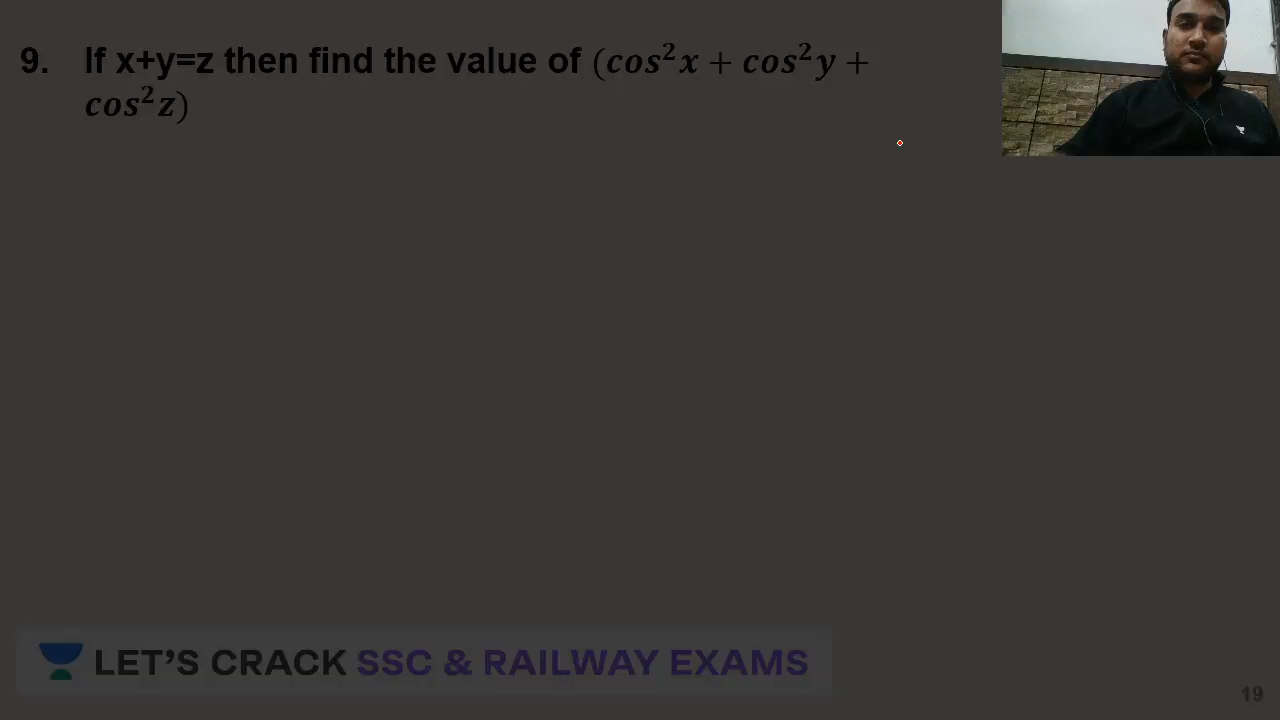 9. If x+y=z then find the value of (cos²x + cos²y +
cos²z)
LET'S CRACK SSC & RAILWAY EXAMS
19